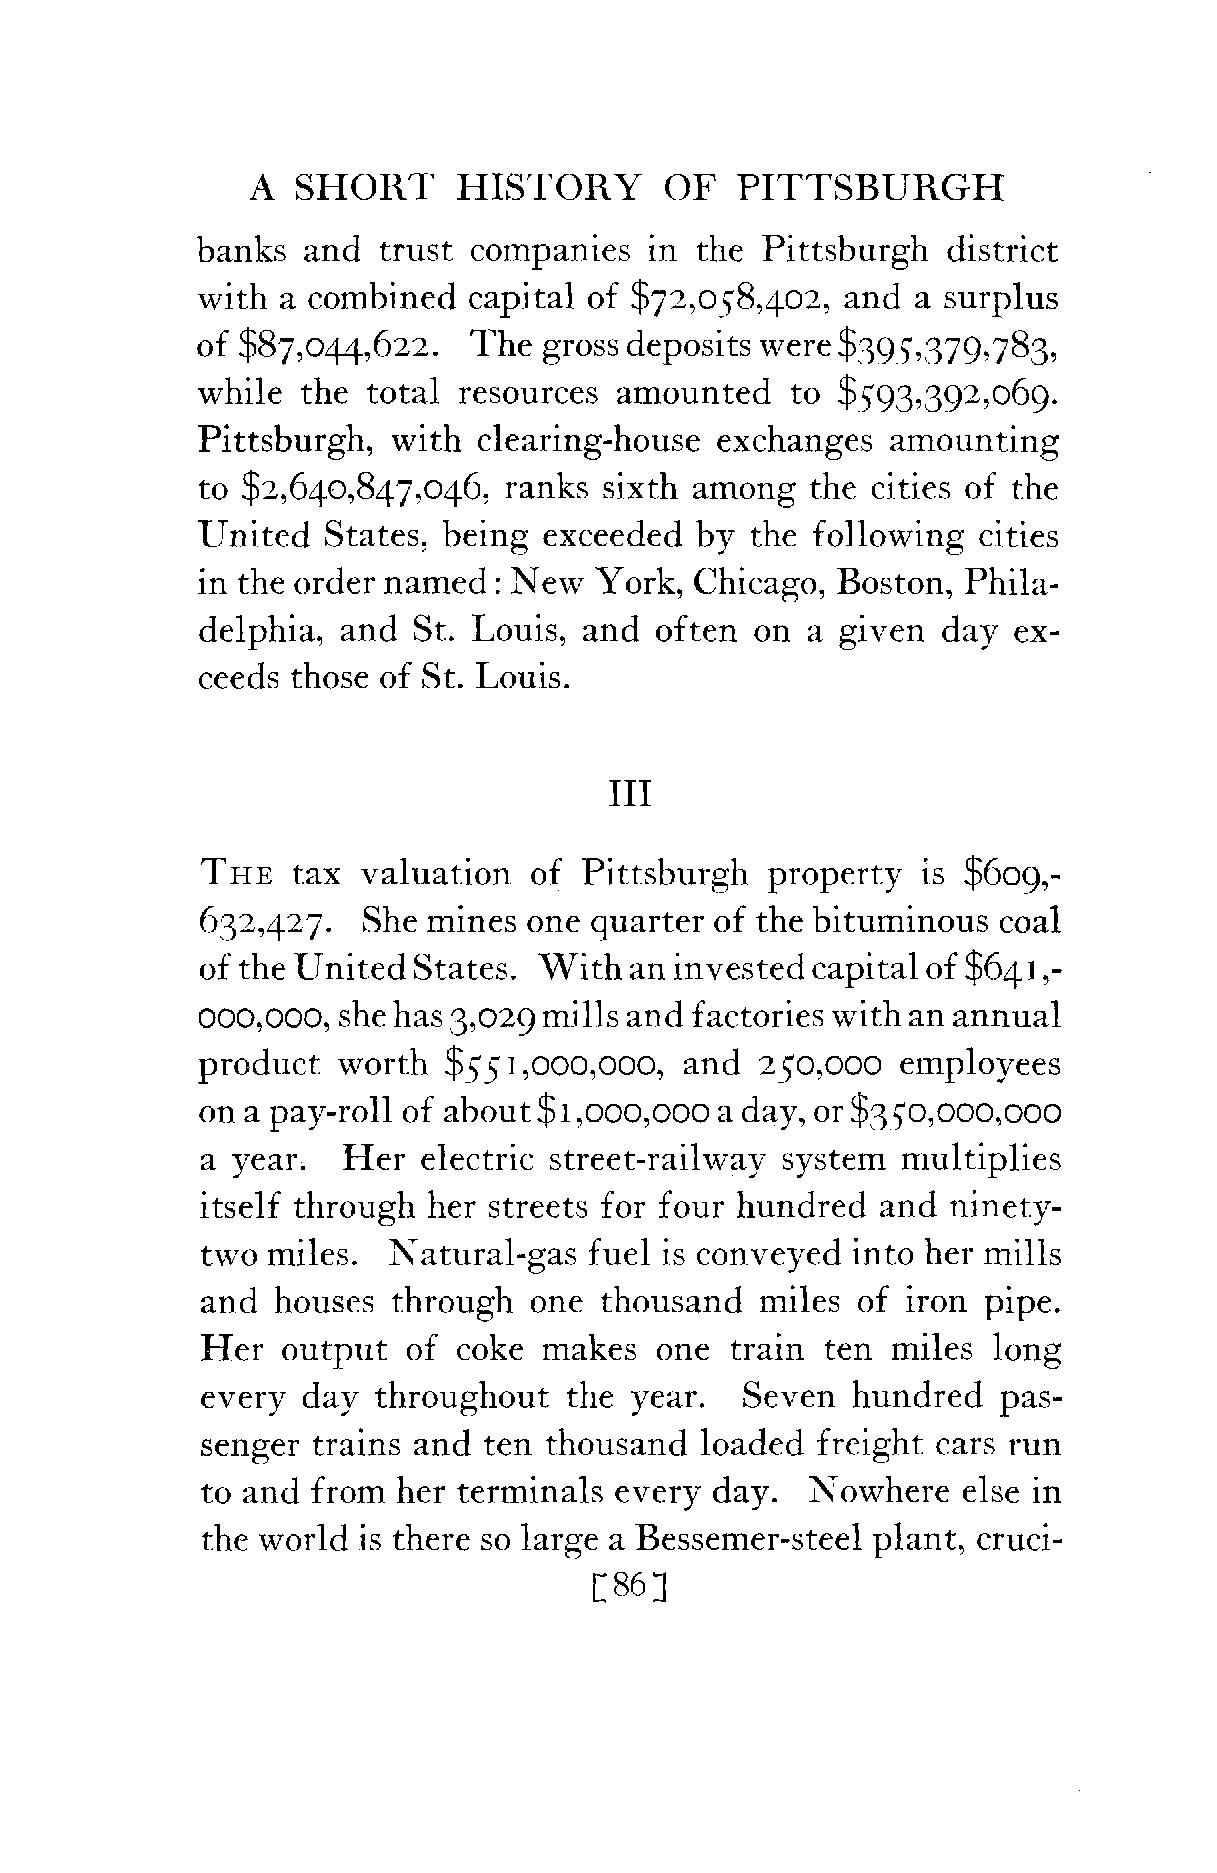 A SHORT HISTORY OF PITTSBURGH
banks and trust companies in the Pittsburgh district
with a combined capital of $72,058,402, and a surplus
of $87,044,622. The gross deposits were $395,379,783,
while the total resources amounted to $593,392,069.
Pittsburgh, with clearing-house exchanges amounting
to $2,640,847,046, ranks sixth among the cities of the
United States, being exceeded by the following cities
in the order named: New York, Chicago, Boston, Phila-
delphia, and St. Louis, and often on a given day ex-
ceeds those of St. Louis.
III
THE tax valuation of Pittsburgh property is $609,-
632,427. She mines one quarter of the bituminous coal
of the United States. With an invested capital of $641,-
000,000, she has 3,029 mills and factories with an annual
product worth $551,000,000, and 250,000 employees
on a pay-roll of about $1,000,000 a day, or $350,000,000
a year. Her electric street-railway system multiplies
itself through her streets for four hundred and ninety-
two miles. Natural-gas fuel is conveyed into her mills
and houses through one thousand miles of iron pipe.
Her output of coke makes one train ten miles long
every day throughout the year. Seven hundred pas-
senger trains and ten thousand loaded freight cars run
to and from her terminals every day. Nowhere else in
the world is there so large a Bessemer-steel plant, cruci-
[86]